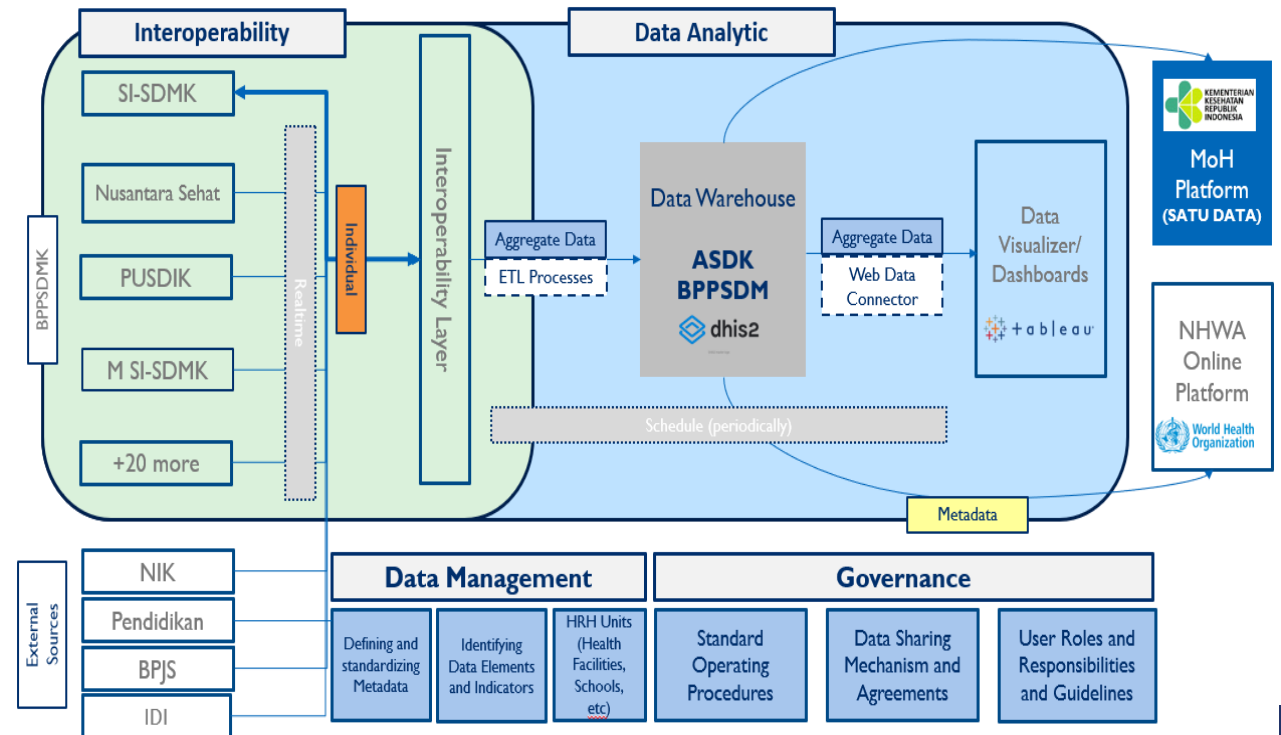 Interoperability
Data Analytic
SI-SDMK
Nusantara Sehat
PUSDIK
M SI-SDMK
+20 more
BPPSDMK
Realtime
Individual
Interoperability Layer
Aggregate Data
ETL Processes
Data Warehouse
ASDK
BPPSDM
dhis2
Aggregate Data
Web Data
Connector
Data
Visualizer/
Dashboards
+ a b l e a u
Schedule (periodically)
Metadata
KEMENTERIAN
KESEHATAN
REPUBLIK
INDONESIA
MoH
Platform
(SATU DATA)
NHWA
Online
Platform
World Health
Organization
External
Sources
NIK
Pendidikan
BPJS
IDI
Data Management
Defining and
standardizing
Metadata
Identifying
Data Elements
and Indicators
HRH Units
(Health
Facilities,
Schools,
etc)
Governance
Standard
Operating
Procedures
Data Sharing
Mechanism and
Agreements
User Roles and
Responsibilities
and Guidelines